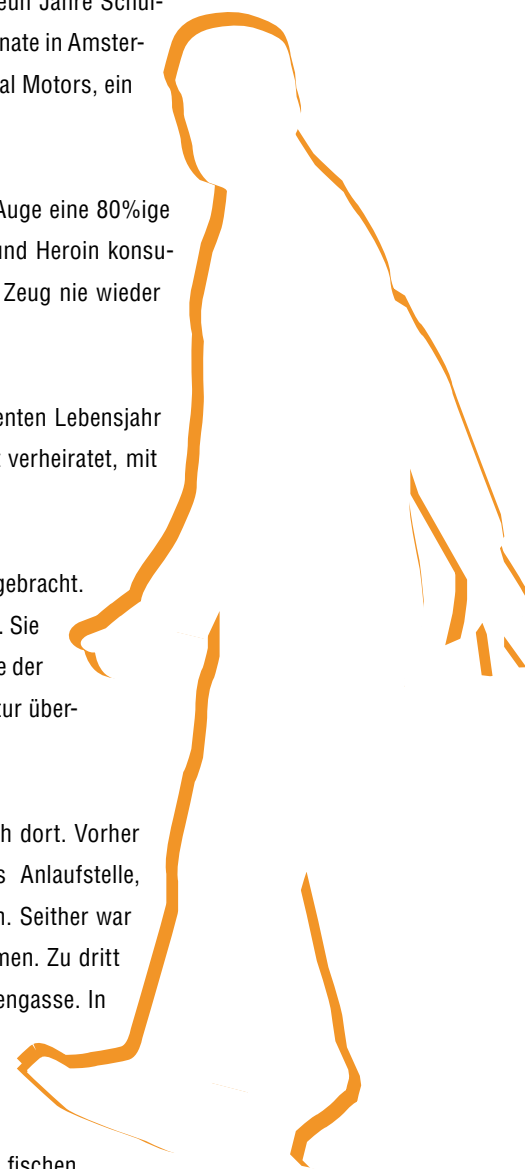 eun Jahre Schul-
nate in Amster-
al Motors, ein
Auge eine 80%ige
und Heroin konsu-
Zeug nie wieder
enten Lebensjahr
verheiratet, mit
gebracht.
. Sie
e der
tur über-
h dort. Vorher
s Anlaufstelle,
n. Seither war
men. Zu dritt
engasse. In
fischen